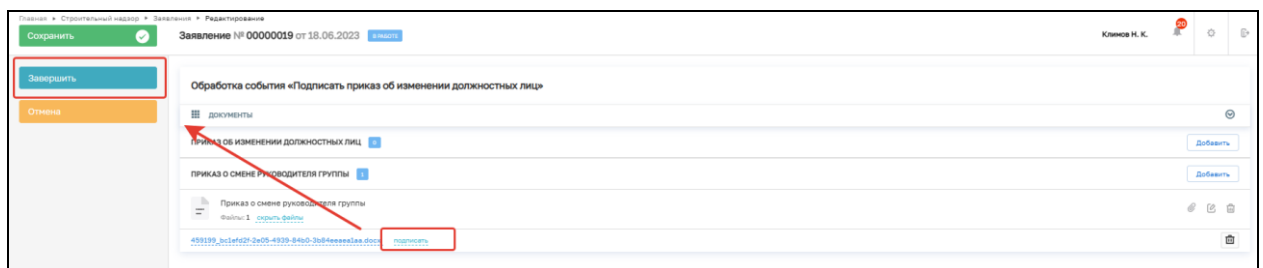 Главная ▸ Строительный надзор ▸ Заявления ▸ Редактирование
Сохранить
Заявление № 00000019 от 18.06.2023 В РАБОТЕ
Климов Н. К.
20
Завершить
Отмена
Обработка события «Подписать приказ об изменении должностных лиц»
ДОКУМЕНТЫ
ПРИКАЗ ОБ ИЗМЕНЕНИИ ДОЛЖНОСТНЫХ ЛИЦ 0
Добавить
ПРИКАЗ О СМЕНЕ РУКОВОДИТЕЛЯ ГРУППЫ 1
Добавить
Приказ о смене руководителя группы
Файлы: 1 скрыть файлы
459199_bc1efd2f-2e05-4939-84b0-3b84eeaea1aa.docx подписать